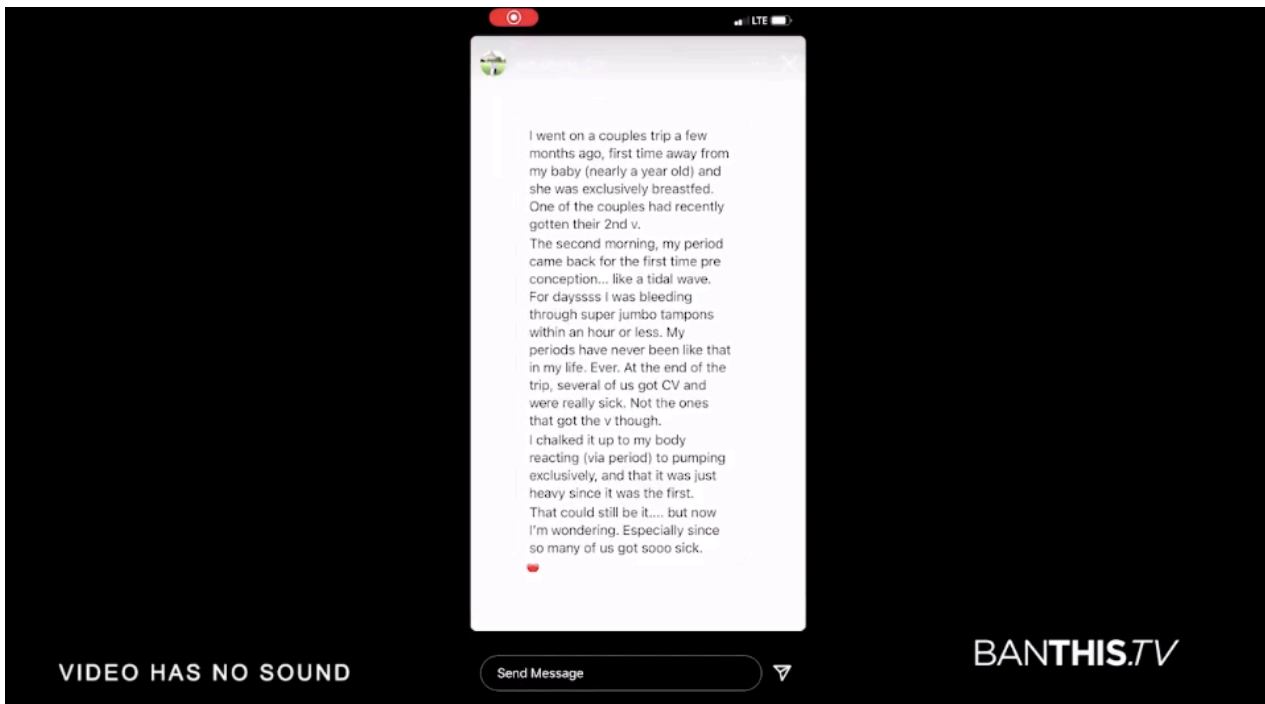 LTE
I went on a couples trip a few
months ago, first time away from
my baby (nearly a year old) and
she was exclusively breastfed.
One of the couples had recently
gotten their 2nd v.
The second morning, my period
came back for the first time pre
conception... like a tidal wave.
For dayssss I was bleeding
through super jumbo tampons
within an hour or less. My
periods have never been like that
in my life. Ever. At the end of the
trip, several of us got CV and
were really sick. Not the ones
that got the v though.
I chalked it up to my body
reacting (via period) to pumping
exclusively, and that it was just
heavy since it was the first.
That could still be it.... but now
I'm wondering. Especially since
so many of us got sooo sick.
Send Message
VIDEO HAS NO SOUND
BANTHIS.TV